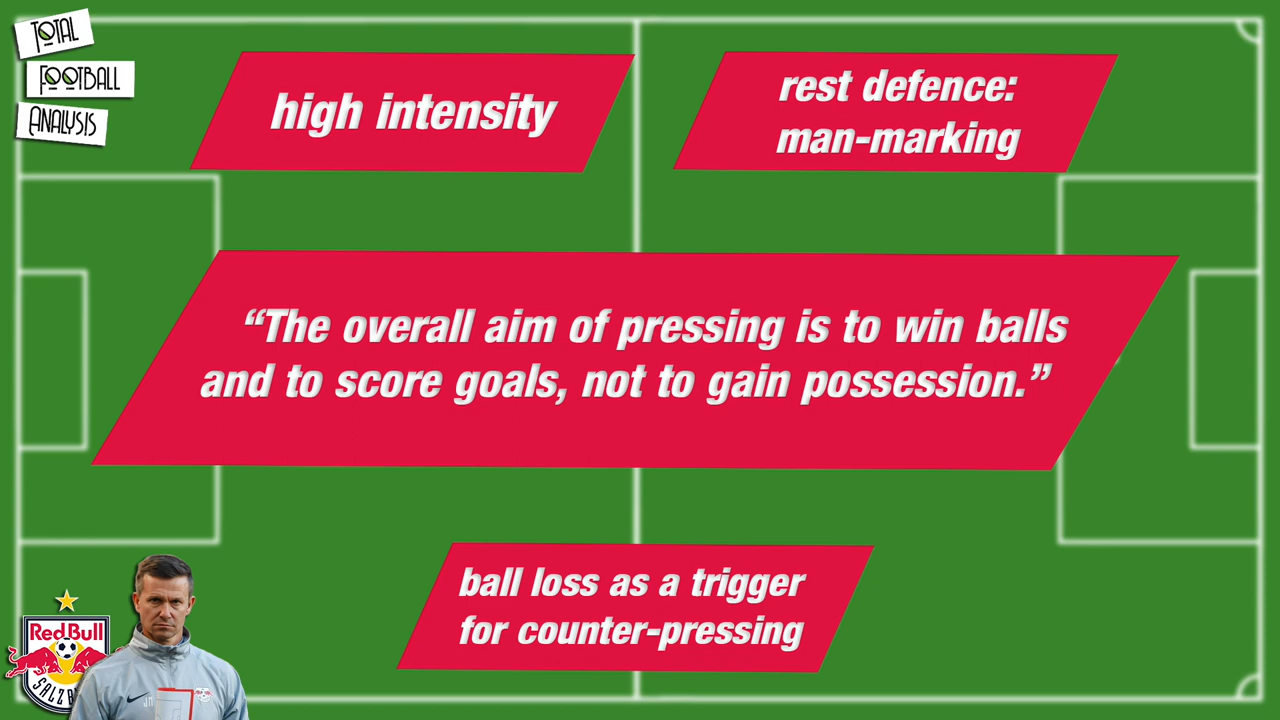 TOTAL
FOOTBALL
ANALYSIS
high intensity
rest defence:
man-marking
“The overall aim of pressing is to win balls
and to score goals, not to gain possession.”
ball loss as a trigger
for counter-pressing
Red Bull
JM